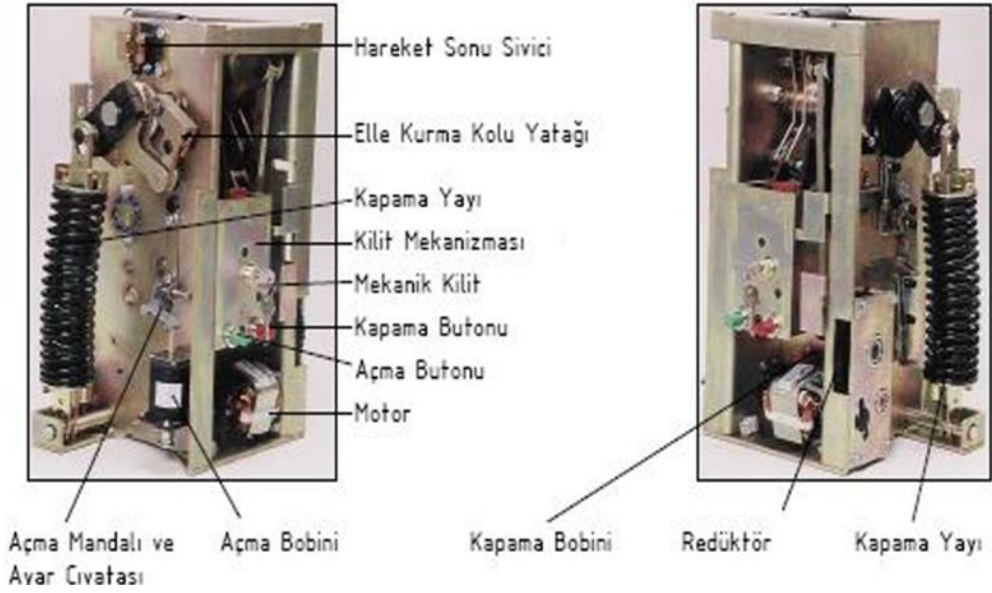 Hareket Sonu Sivici
Elle Kurma Kolu Yatağı
Kapama Yayı
Kilit Mekanizması
Mekanik Kilit
Kapama Butonu
Açma Butonu
Motor
Açma Mandalı ve
Ayar Cıvatası
Açma Bobini
Kapama Bobini
Redüktör
Kapama Yayı